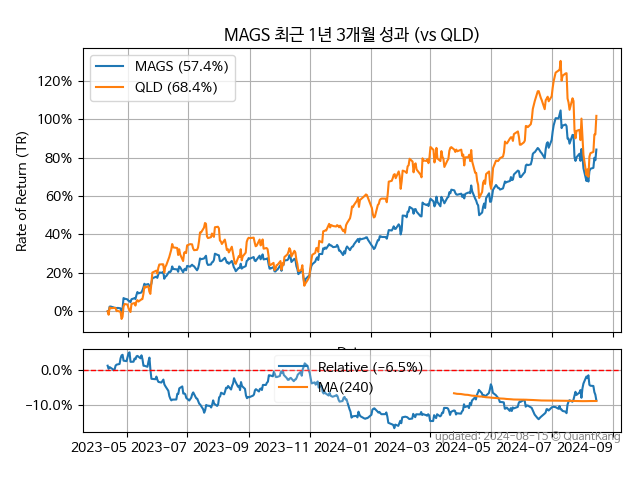 MAGS 최근 1년 3개월 성과 (vs QLD)
Rate of Return (TR)
120%
100%
80%
60%
40%
20%
0%
MAGS (57.4%)
QLD (68.4%)
0.0%
−10.0%
Relative (−6.5%)
MA(240)
updated: 2024-08-15 © QuantKang
2023−05 2023−07 2023−09 2023−11 2024−01 2024−03 2024−05 2024−07 2024−09